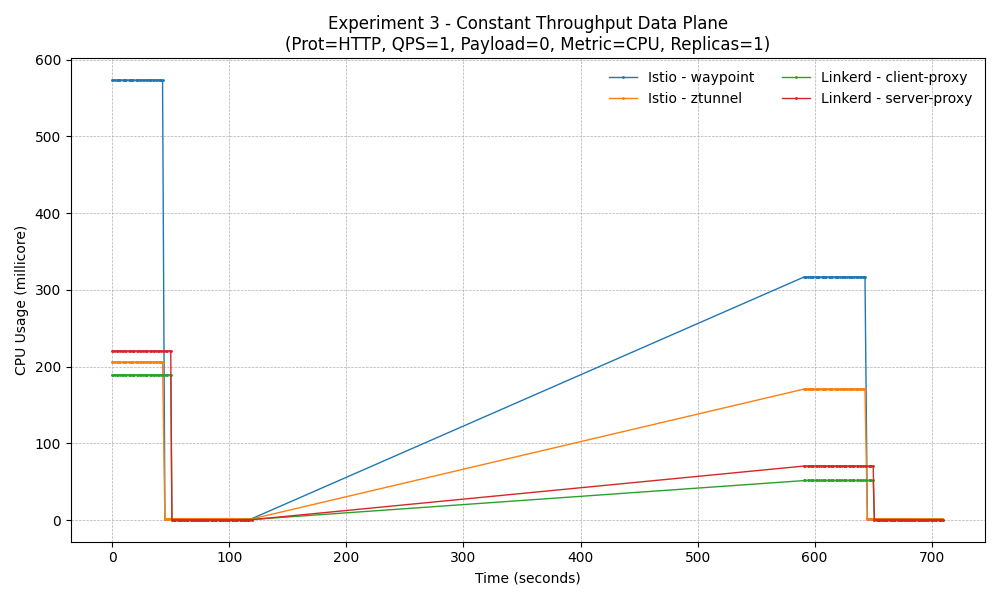 Experiment 3 - Constant Throughput Data Plane
(Prot=HTTP, QPS=1, Payload=0, Metric=CPU, Replicas=1)
Istio - waypoint
Istio - ztunnel
Linkerd - client-proxy
Linkerd - server-proxy
CPU Usage (millicore)
600
500
400
300
200
100
0
0 100 200 300 400 500 600 700
Time (seconds)